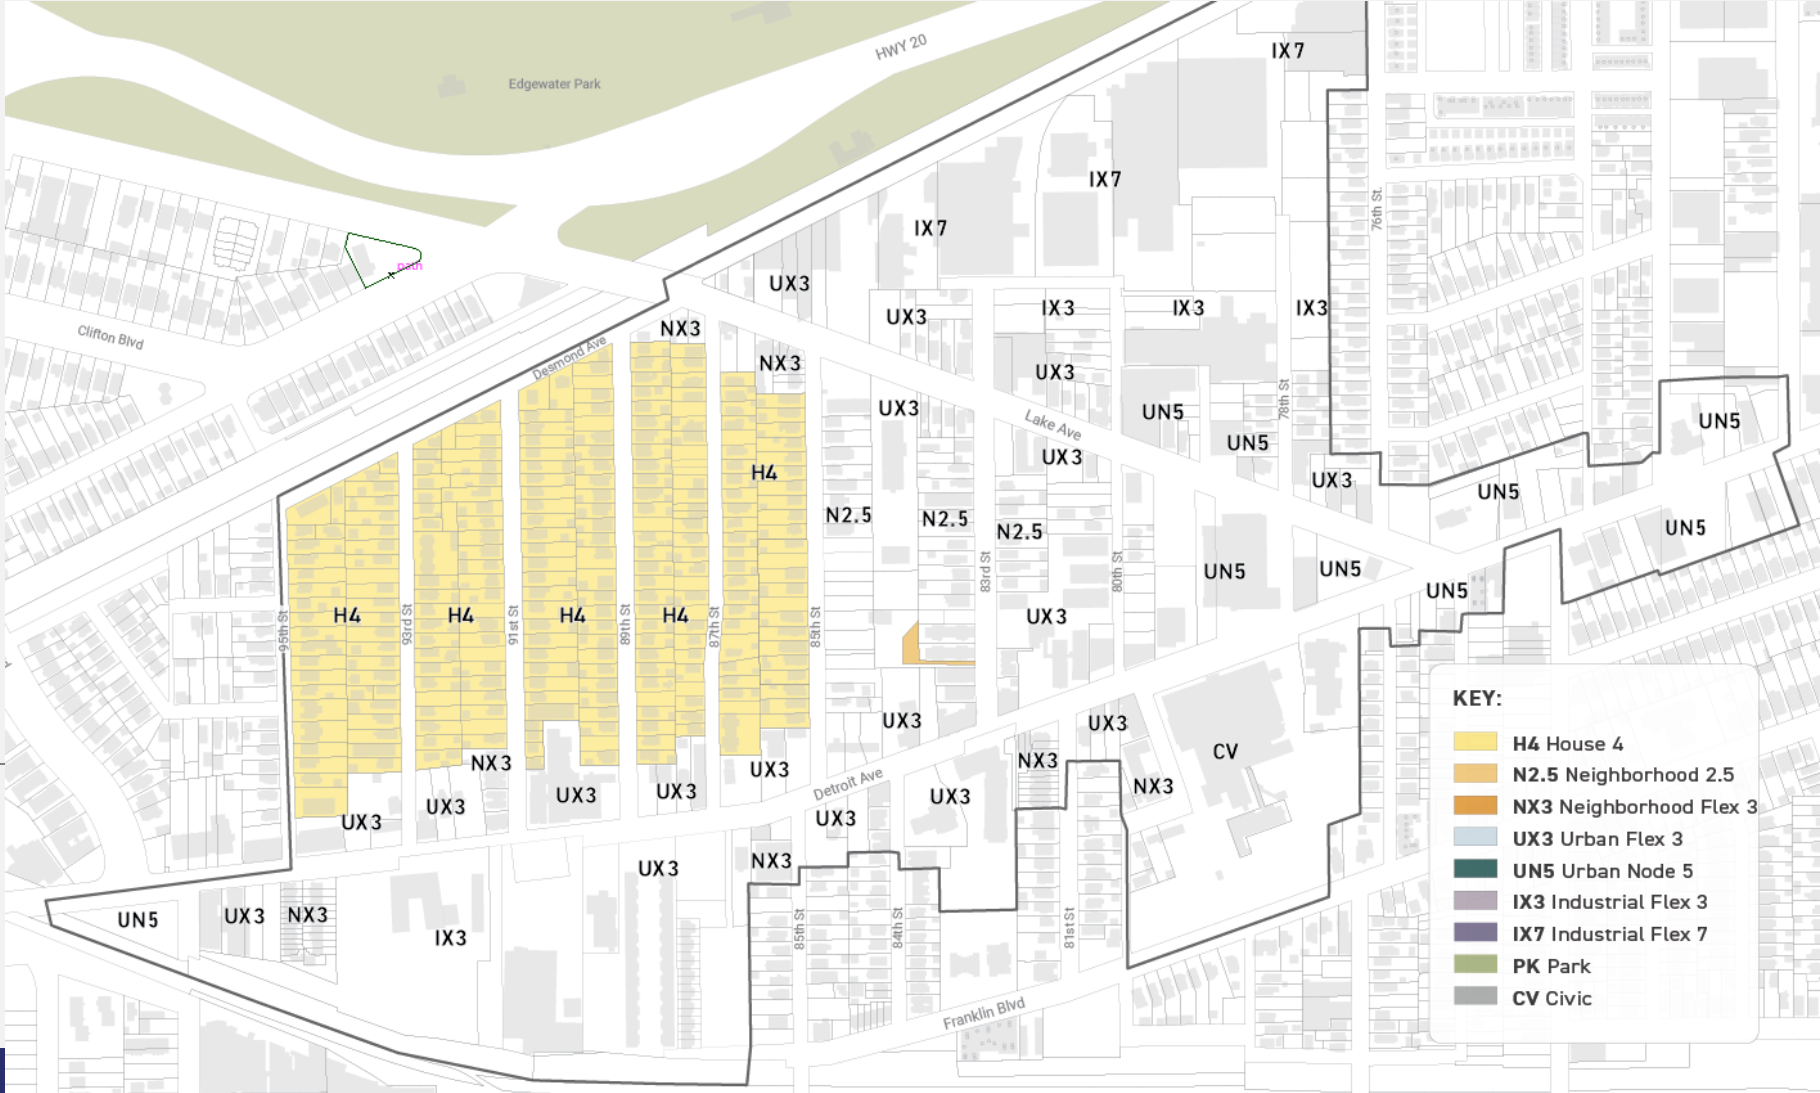 HWY 20
IX7
Edgewater Park
IX7
76th St.
IX7
path
UX3
Clifton Blvd
NX3
UX3
IX3
IX3
IX3
Desmond Ave
NX3
UX3
78th St
UX3
Lake Ave
UN5
UN5
UN5
H4
UX3
UX3
N2.5
N2.5
N2.5
UN5
UN5
83rd St
80th St
UN5
UN5
UN5
95th St
H4
93rd St
H4
91st St
H4
89th St
H4
87th St
85th St
UX3
KEY:
H4 House 4
N2.5 Neighborhood 2.5
NX3 Neighborhood Flex 3
UX3 Urban Flex 3
UN5 Urban Node 5
IX3 Industrial Flex 3
IX7 Industrial Flex 7
PK Park
CV Civic
UX3
UX3
CV
NX3
UX3
NX3
NX3
UX3
UX3
UX3
Detroit Ave
UX3
UX3
UX3
NX3
UX3
UN5
UX3
NX3
IX3
85th St
84th St
81st St
Franklin Blvd